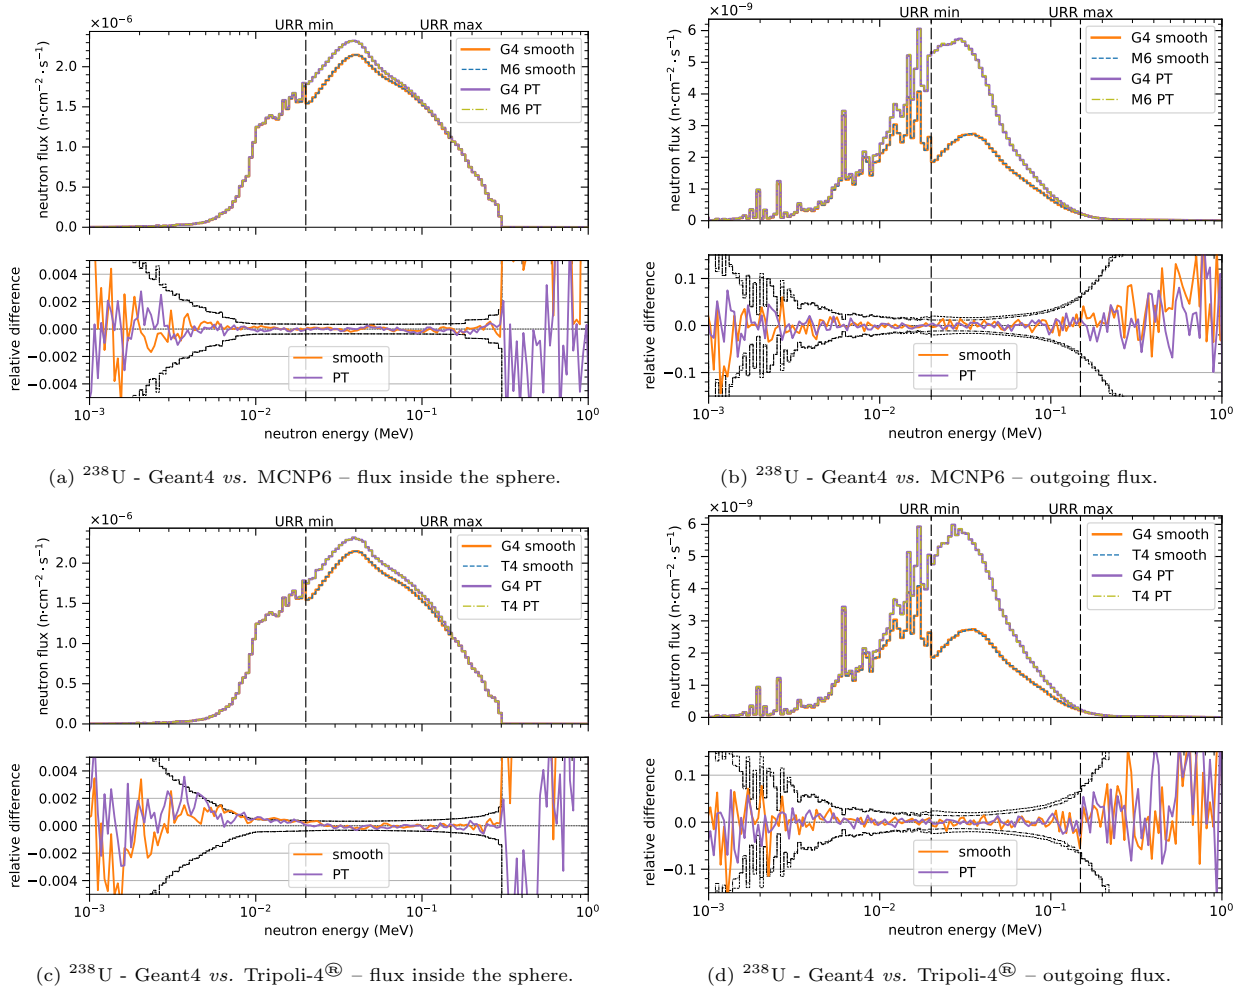 ×10⁻⁶
URR min
URR max
neutron flux (n·cm⁻²·s⁻¹)
2.0
1.5
1.0
0.5
0.0
G4 smooth
M6 smooth
G4 PT
M6 PT
relative difference
0.004
0.002
0.000
−0.002
−0.004
smooth
PT
10⁻³
10⁻²
10⁻¹
10⁰
neutron energy (MeV)
(a) ²³⁸U - Geant4 vs. MCNP6 – flux inside the sphere.
×10⁻⁹
URR min
URR max
neutron flux (n·cm⁻²·s⁻¹)
6
5
4
3
2
1
0
G4 smooth
M6 smooth
G4 PT
M6 PT
relative difference
0.1
0.0
−0.1
smooth
PT
10⁻³
10⁻²
10⁻¹
10⁰
neutron energy (MeV)
(b) ²³⁸U - Geant4 vs. MCNP6 – outgoing flux.
×10⁻⁶
URR min
URR max
neutron flux (n·cm⁻²·s⁻¹)
2.0
1.5
1.0
0.5
0.0
G4 smooth
T4 smooth
G4 PT
T4 PT
relative difference
0.004
0.002
0.000
−0.002
−0.004
smooth
PT
10⁻³
10⁻²
10⁻¹
10⁰
neutron energy (MeV)
(c) ²³⁸U - Geant4 vs. Tripoli-4® – flux inside the sphere.
×10⁻⁹
URR min
URR max
neutron flux (n·cm⁻²·s⁻¹)
6
5
4
3
2
1
0
G4 smooth
T4 smooth
G4 PT
T4 PT
relative difference
0.1
0.0
−0.1
smooth
PT
10⁻³
10⁻²
10⁻¹
10⁰
neutron energy (MeV)
(d) ²³⁸U - Geant4 vs. Tripoli-4® – outgoing flux.